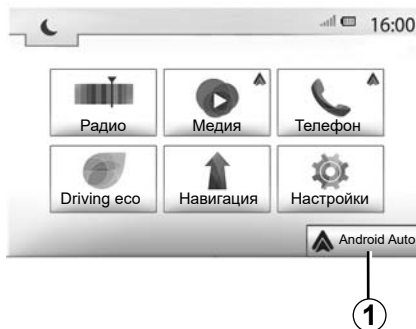 16:00
Радио
Медия
Телефон
Driving eco
Навигация
Настройки
Android Auto
1